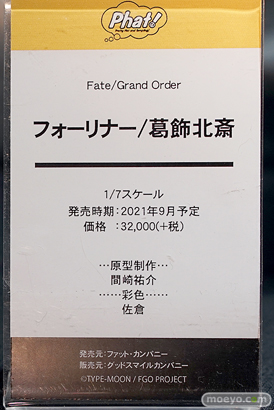 Phat!
Fate/Grand Order
フォーリナー/葛飾北斎
1/7スケール
発売時期:2021年9月予定
価格 :32,000(+税)
…原型制作…
間崎祐介
……彩色……
佐倉
発売元:ファット・カンパニー
販売元:グッドスマイルカンパニー
©TYPE-MOON / FGO PROJECT
moeyo.com